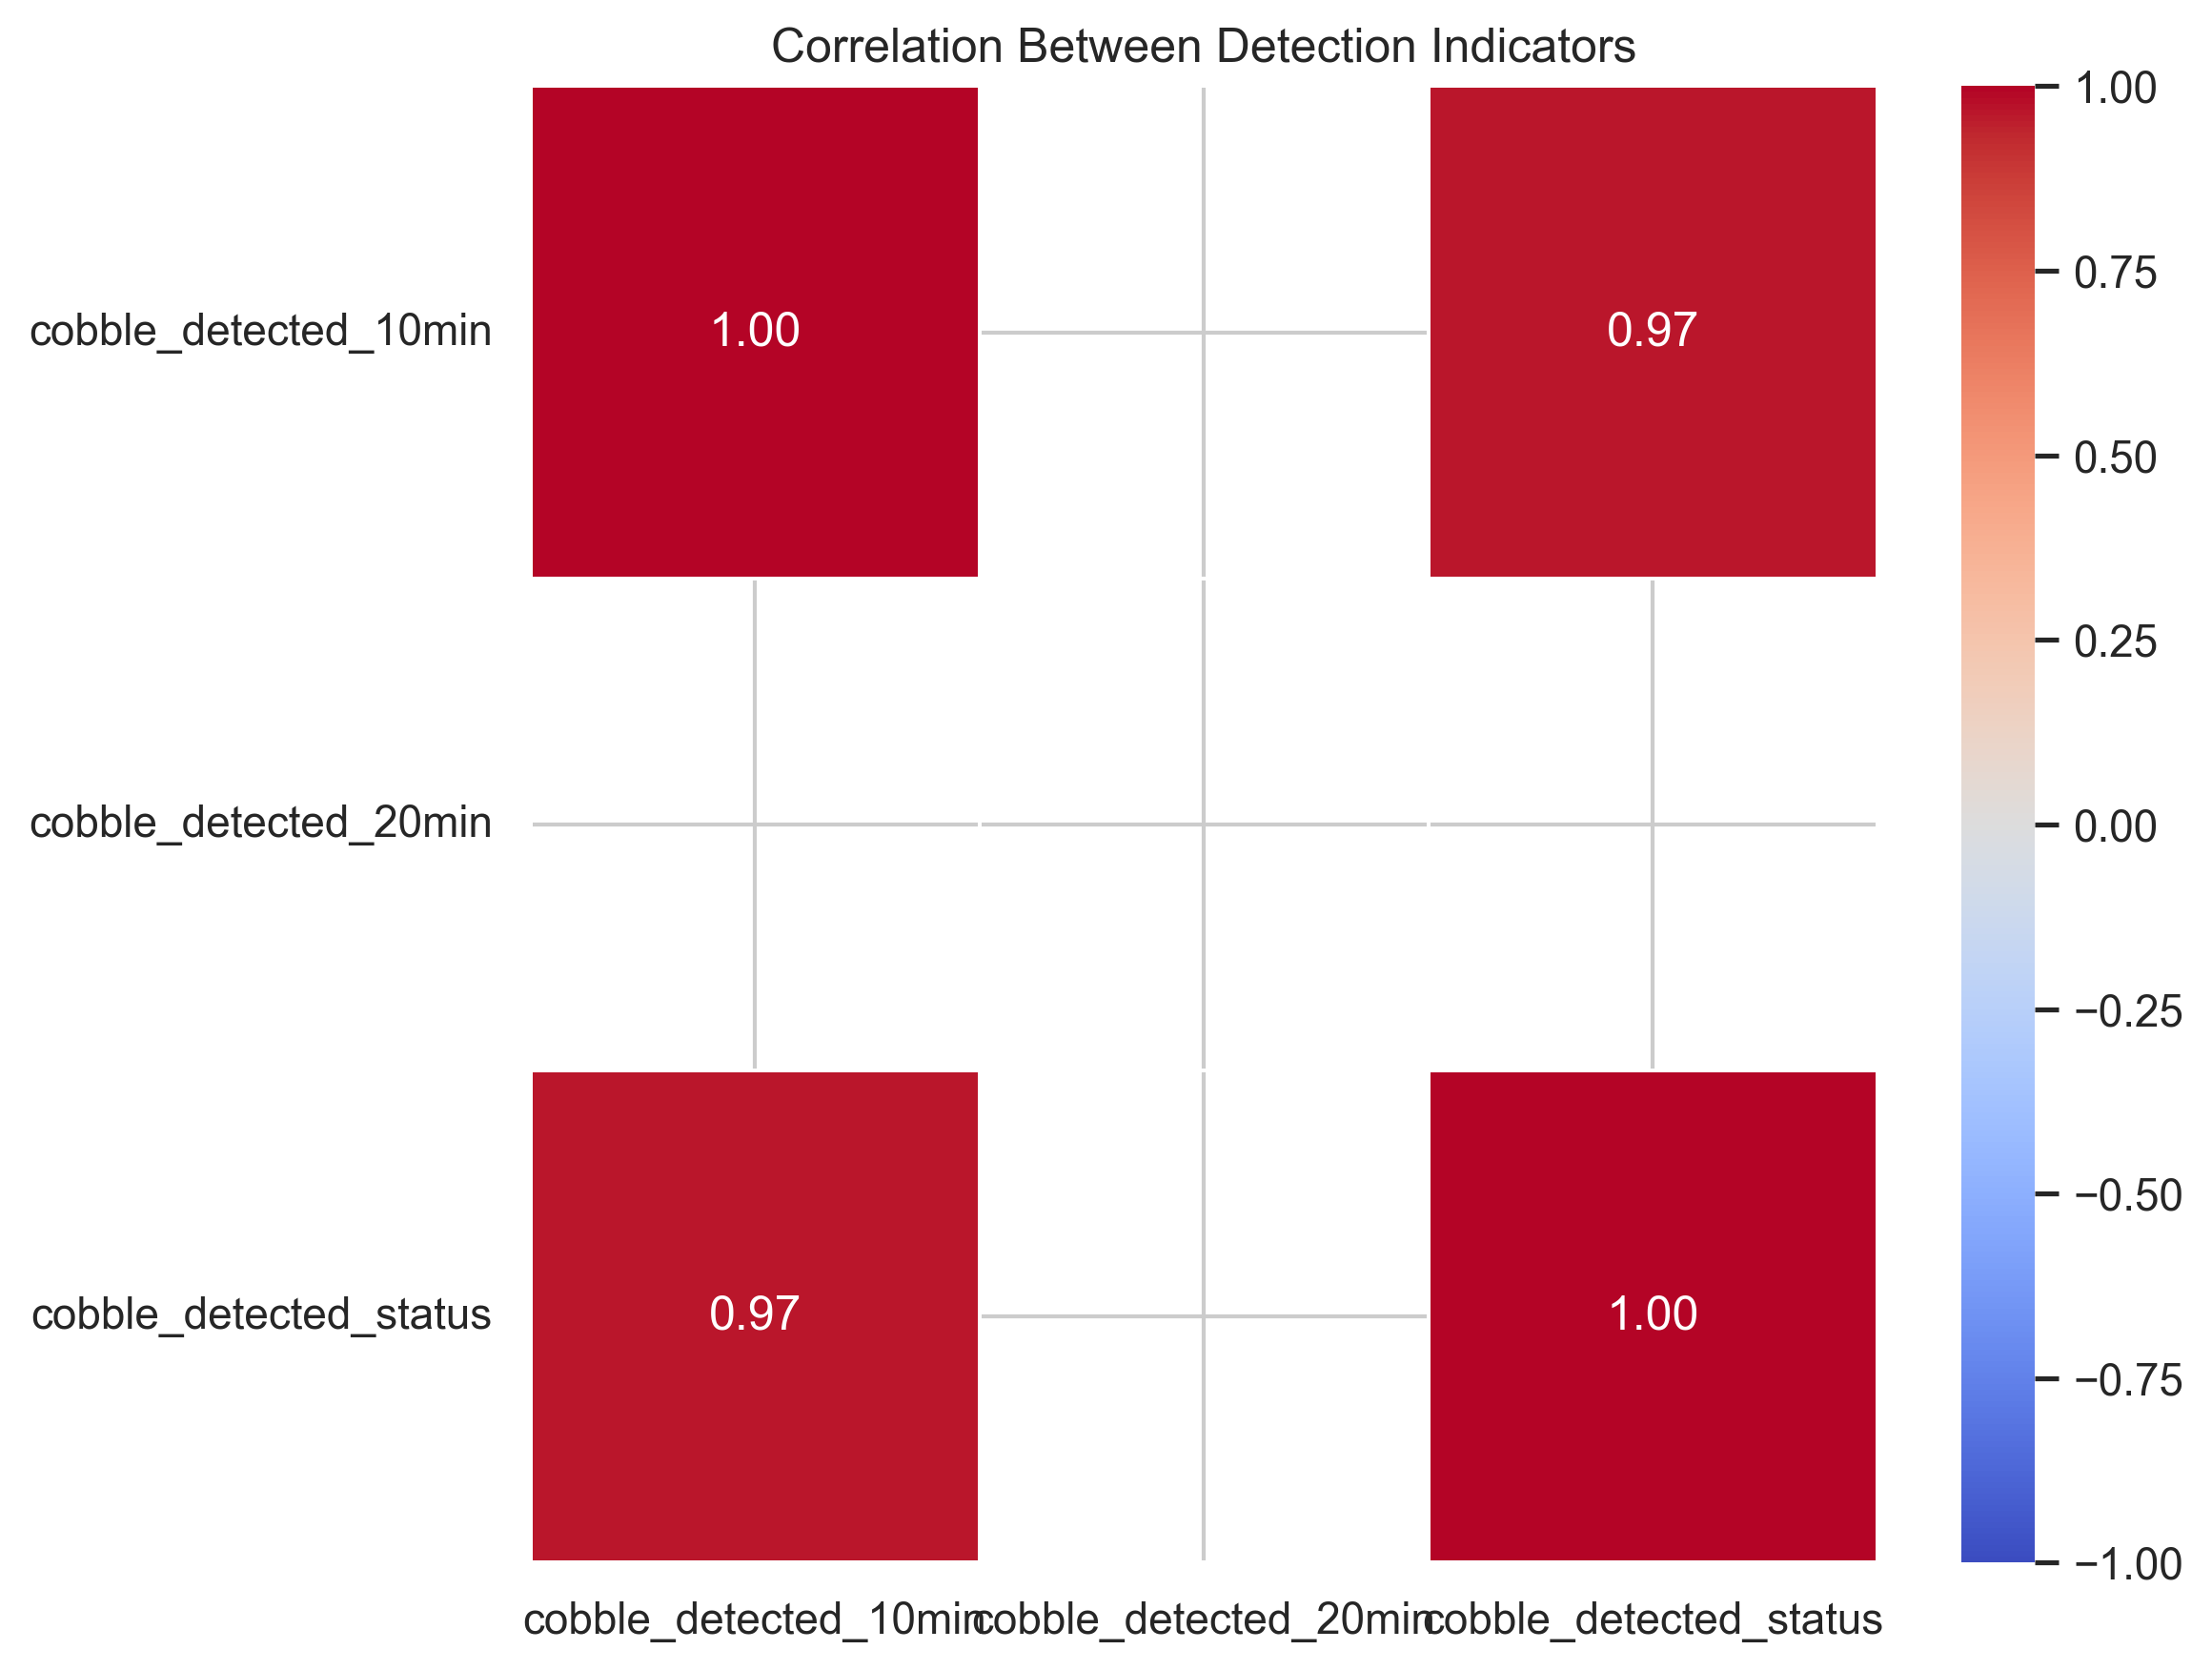 Correlation Between Detection Indicators
cobble_detected_10min
1.00
0.97
cobble_detected_20min
cobble_detected_status
0.97
1.00
cobble_detected_10min
cobble_detected_20min
cobble_detected_status
1.00
0.75
0.50
0.25
0.00
−0.25
−0.50
−0.75
−1.00